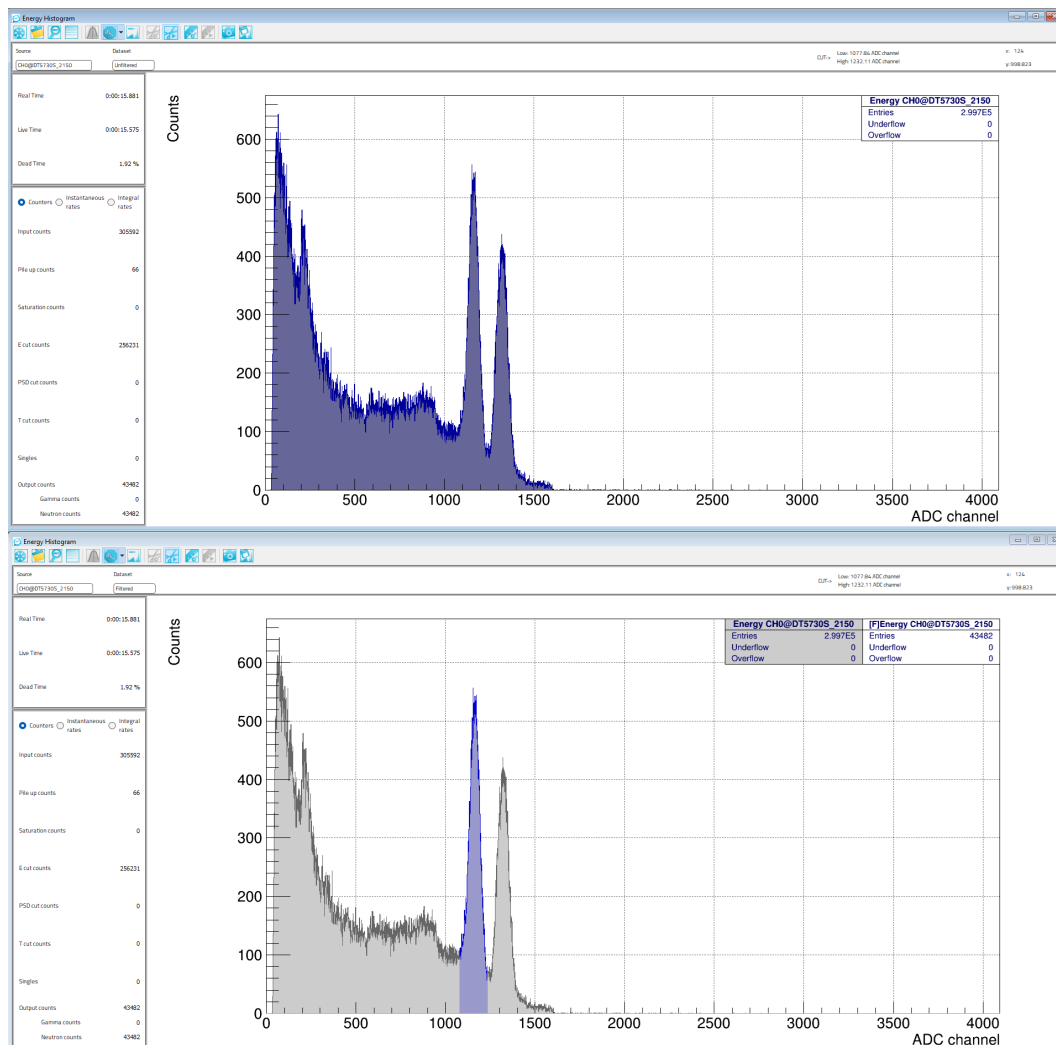 Energy Histogram
Source Dataset
CH0@DT5730S_2150 Unfiltered
CUT-> Low: 1077.84 ADC channel
High: 1232.11 ADC channel
x: 124
y: 998.823
Real Time 0:00:15.881
Live Time 0:00:15.575
Dead Time 1.92 %
Counters Instantaneous rates Integral rates
Input counts 305592
Pile up counts 66
Saturation counts 0
E cut counts 256231
PSD cut counts 0
T cut counts 0
Singles 0
Output counts 43482
Gamma counts 0
Neutron counts 43482
Counts
600
500
400
300
200
100
0
0 500 1000 1500 2000 2500 3000 3500 4000
ADC channel
Energy CH0@DT5730S_2150
Entries 2.997E5
Underflow 0
Overflow 0
Energy Histogram
Source Dataset
CH0@DT5730S_2150 Filtered
CUT-> Low: 1077.84 ADC channel
High: 1232.11 ADC channel
x: 124
y: 998.823
Real Time 0:00:15.881
Live Time 0:00:15.575
Dead Time 1.92 %
Counters Instantaneous rates Integral rates
Input counts 305592
Pile up counts 66
Saturation counts 0
E cut counts 256231
PSD cut counts 0
T cut counts 0
Singles 0
Output counts 43482
Gamma counts 0
Neutron counts 43482
Counts
600
500
400
300
200
100
0
0 500 1000 1500 2000 2500 3000 3500 4000
ADC channel
Energy CH0@DT5730S_2150 [F]Energy CH0@DT5730S_2150
Entries 2.997E5 Entries 43482
Underflow 0 Underflow 0
Overflow 0 Overflow 0